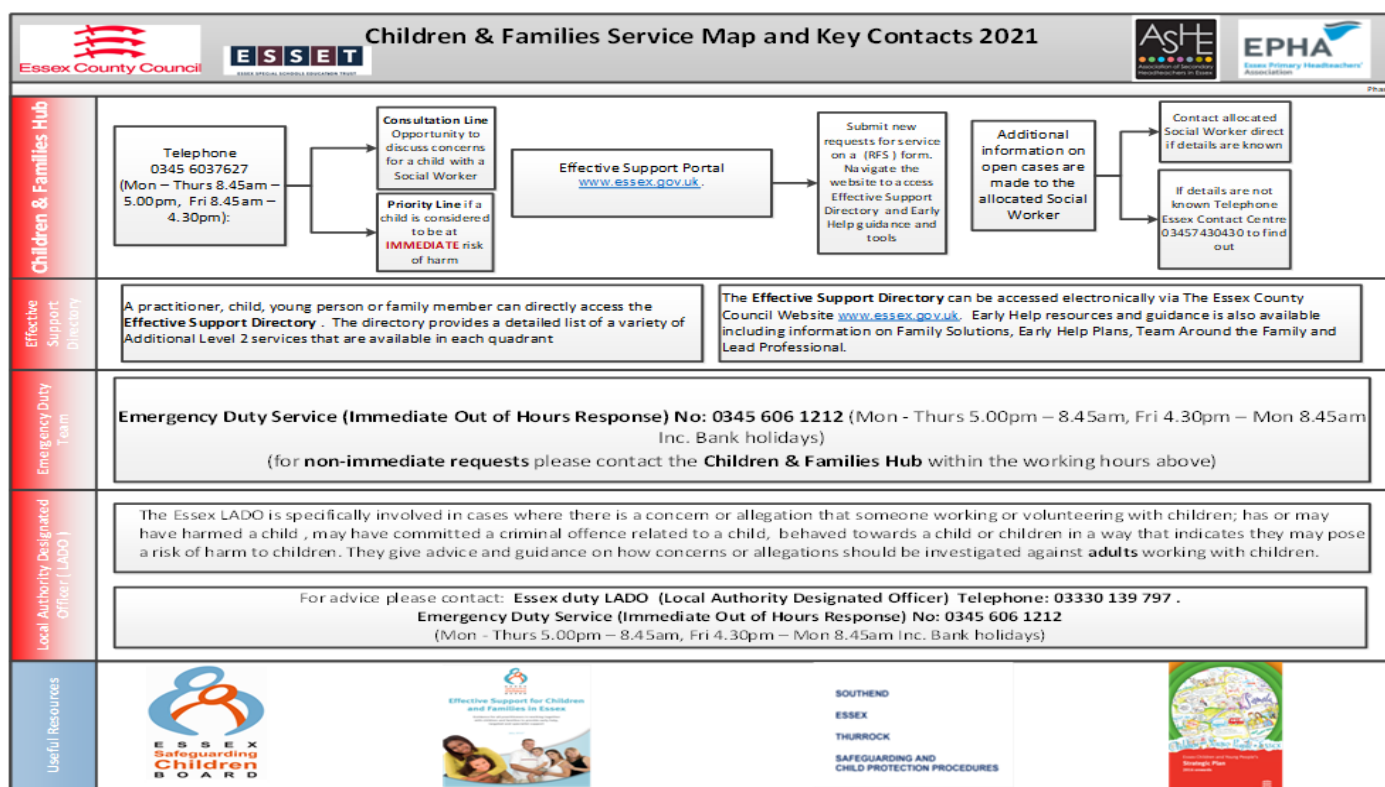 Children & Families Service Map and Key Contacts 2021
Essex County Council
ESSET
ESSEX SPECIAL SCHOOLS EDUCATION TRUST
ASHE
Association of Secondary
Headteachers in Essex
EPHA
Essex Primary Headteachers'
Association
Phar
Children & Families Hub
Telephone
0345 6037627
(Mon – Thurs 8.45am –
5.00pm, Fri 8.45am –
4.30pm):
Consultation Line
Opportunity to
discuss concerns
for a child with a
Social Worker
Priority Line if a
child is considered
to be at
IMMEDIATE risk
of harm
Effective Support Portal
www.essex.gov.uk .
Submit new
requests for service
on a (RFS ) form.
Navigate the
website to access
Effective Support
Directory and Early
Help guidance and
tools
Additional
information on
open cases are
made to the
allocated Social
Worker
Contact allocated
Social Worker direct
if details are known
If details are not
known Telephone
Essex Contact Centre
03457430430 to find
out
Effective
Support
Directory
A practitioner, child, young person or family member can directly access the
Effective Support Directory . The directory provides a detailed list of a variety of
Additional Level 2 services that are available in each quadrant
The Effective Support Directory can be accessed electronically via The Essex County
Council Website www.essex.gov.uk. Early Help resources and guidance is also available
including information on Family Solutions, Early Help Plans, Team Around the Family and
Lead Professional.
Emergency Duty
Team
Emergency Duty Service (Immediate Out of Hours Response) No: 0345 606 1212 (Mon - Thurs 5.00pm – 8.45am, Fri 4.30pm – Mon 8.45am
Inc. Bank holidays)
(for non-immediate requests please contact the Children & Families Hub within the working hours above)
Local Authority Designated
Officer ( LADO )
The Essex LADO is specifically involved in cases where there is a concern or allegation that someone working or volunteering with children; has or may
have harmed a child , may have committed a criminal offence related to a child, behaved towards a child or children in a way that indicates they may pose
a risk of harm to children. They give advice and guidance on how concerns or allegations should be investigated against adults working with children.
For advice please contact: Essex duty LADO (Local Authority Designated Officer) Telephone: 03330 139 797 .
Emergency Duty Service (Immediate Out of Hours Response) No: 0345 606 1212
(Mon - Thurs 5.00pm – 8.45am, Fri 4.30pm – Mon 8.45am Inc. Bank holidays)
Useful Resources
ESSEX
Safeguarding
Children
BOARD
Effective Support for Children
and Families in Essex
SOUTHEND
ESSEX
THURROCK
SAFEGUARDING AND
CHILD PROTECTION PROCEDURES
Essex Children and Young People's
Strategic Plan